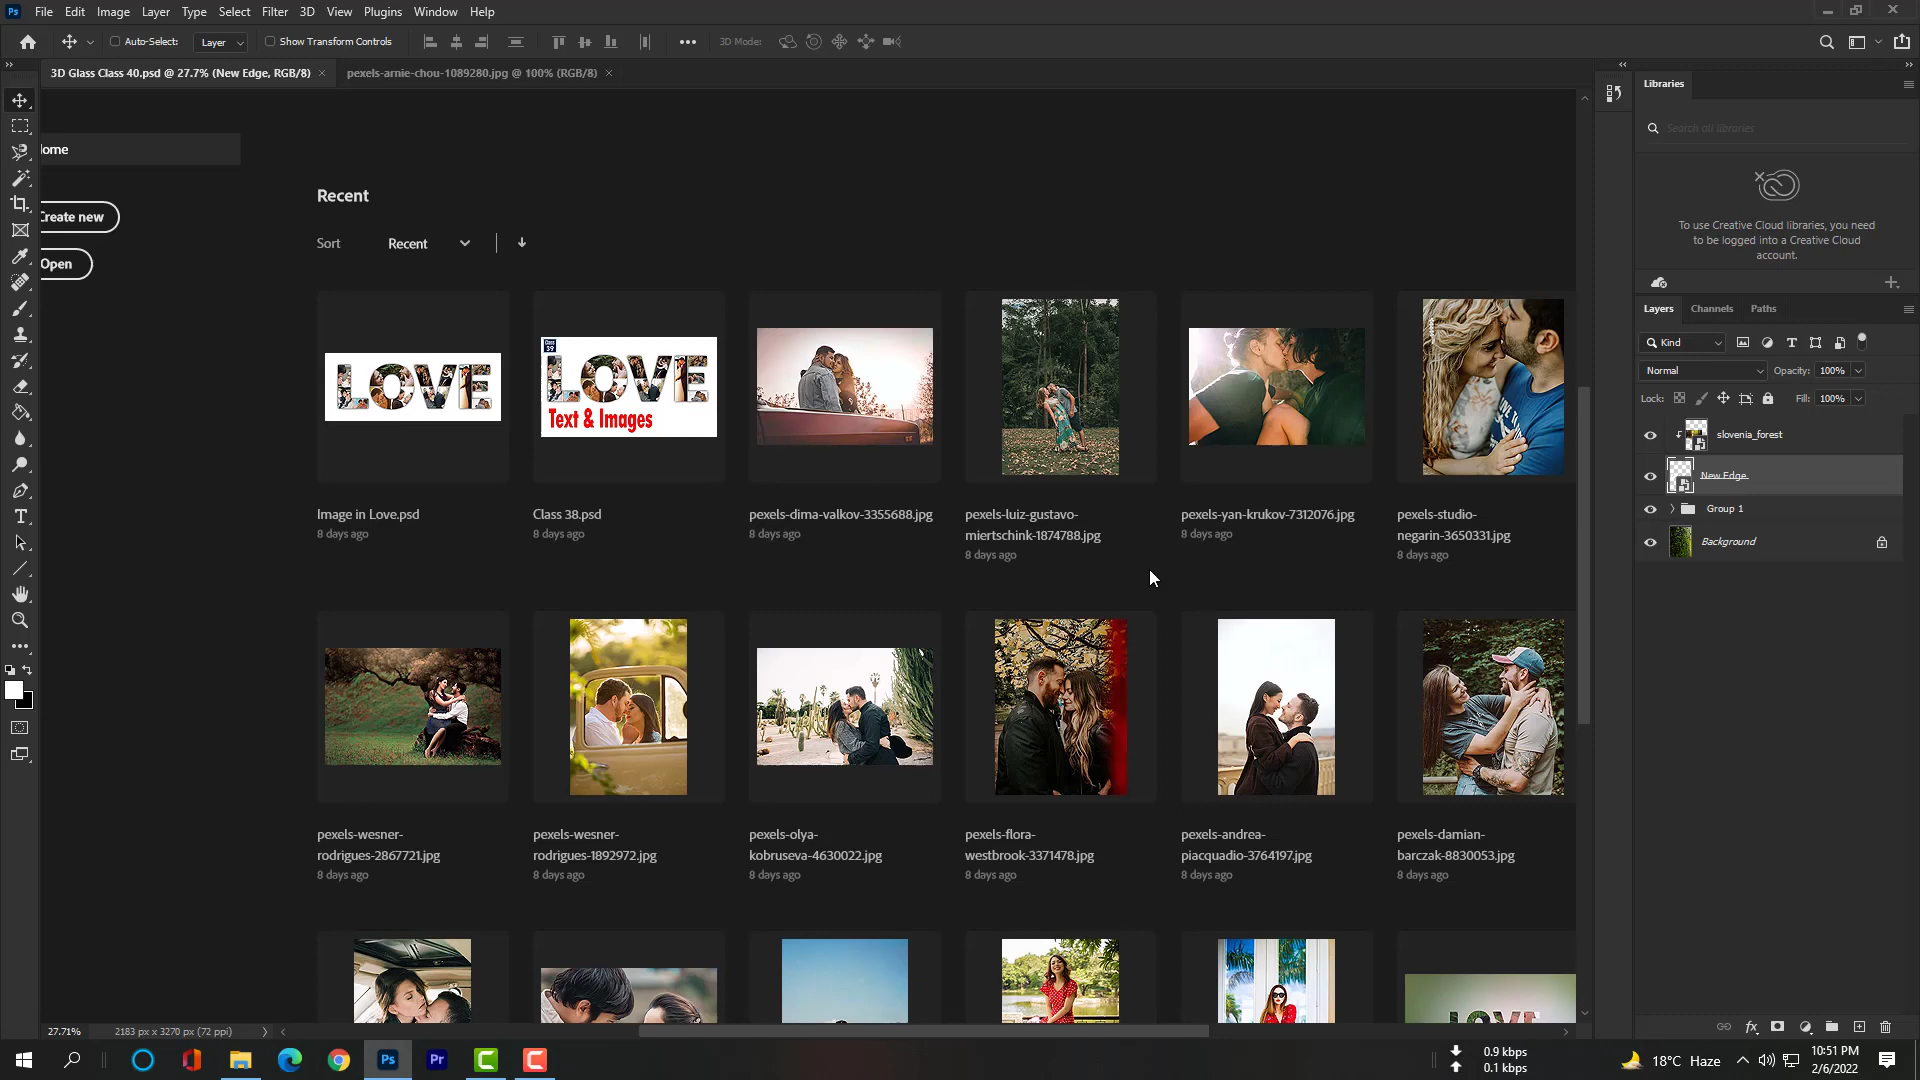 Ps File Edit Image Layer Type Select Filter 3D View Plugins Window Help
Auto-Select: Layer Show Transform Controls 3D Mode:
3D Glass Class 40.psd @ 27.7% (New Edge, RGB/8) × pexels-arnie-chou-1089280.jpg @ 100% (RGB/8) ×
ome
Create new
Open
Recent
Sort Recent
LOVE
Class 39
LOVE
Text & Images
Image in Love.psd
8 days ago
Class 38.psd
8 days ago
pexels-dima-valkov-3355688.jpg
8 days ago
pexels-luiz-gustavo-
miertschink-1874788.jpg
8 days ago
pexels-yan-krukov-7312076.jpg
8 days ago
pexels-studio-
negarin-3650331.jpg
8 days ago
pexels-wesner-
rodrigues-2867721.jpg
8 days ago
pexels-wesner-
rodrigues-1892972.jpg
8 days ago
pexels-olya-
kobruseva-4630022.jpg
8 days ago
pexels-flora-
westbrook-3371478.jpg
8 days ago
pexels-andrea-
piacquadio-3764197.jpg
8 days ago
pexels-damian-
barczak-8830053.jpg
8 days ago
27.71% 2183 px x 3270 px (72 ppi)
Libraries
Search all libraries
To use Creative Cloud libraries, you need
to be logged into a Creative Cloud
account.
Layers Channels Paths
Kind
Normal Opacity: 100%
Lock: Fill: 100%
slovenia_forest
New Edge
Group 1
Background
fx
Ps Pr
0.9 kbps
0.1 kbps
18°C Haze
10:51 PM
2/6/2022